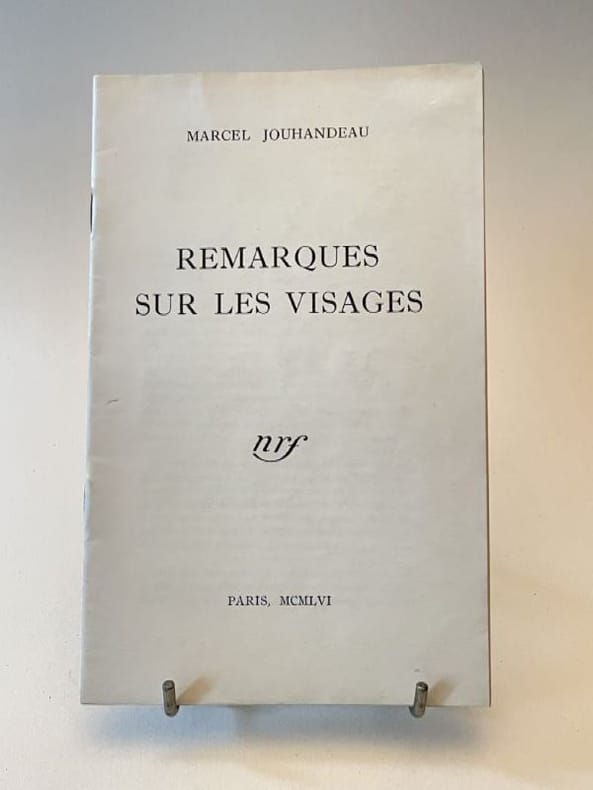 MARCEL JOUHANDEAU
REMARQUES
SUR LES VISAGES
nrf
PARIS, MCMLVI